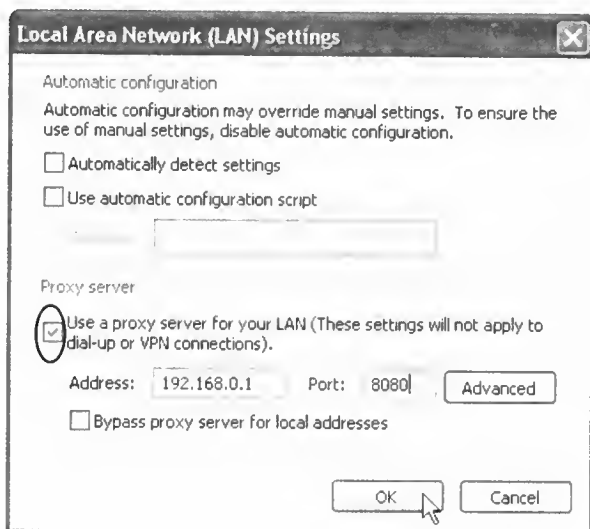 Local Area Network (LAN) Settings
Automatic configuration
Automatic configuration may override manual settings. To ensure the
use of manual settings, disable automatic configuration.
Automatically detect settings
Use automatic configuration script
Proxy server
Use a proxy server for your LAN (These settings will not apply to
dial-up or VPN connections).
Address: 192.168.0.1 Port: 8080 Advanced
Bypass proxy server for local addresses
OK Cancel